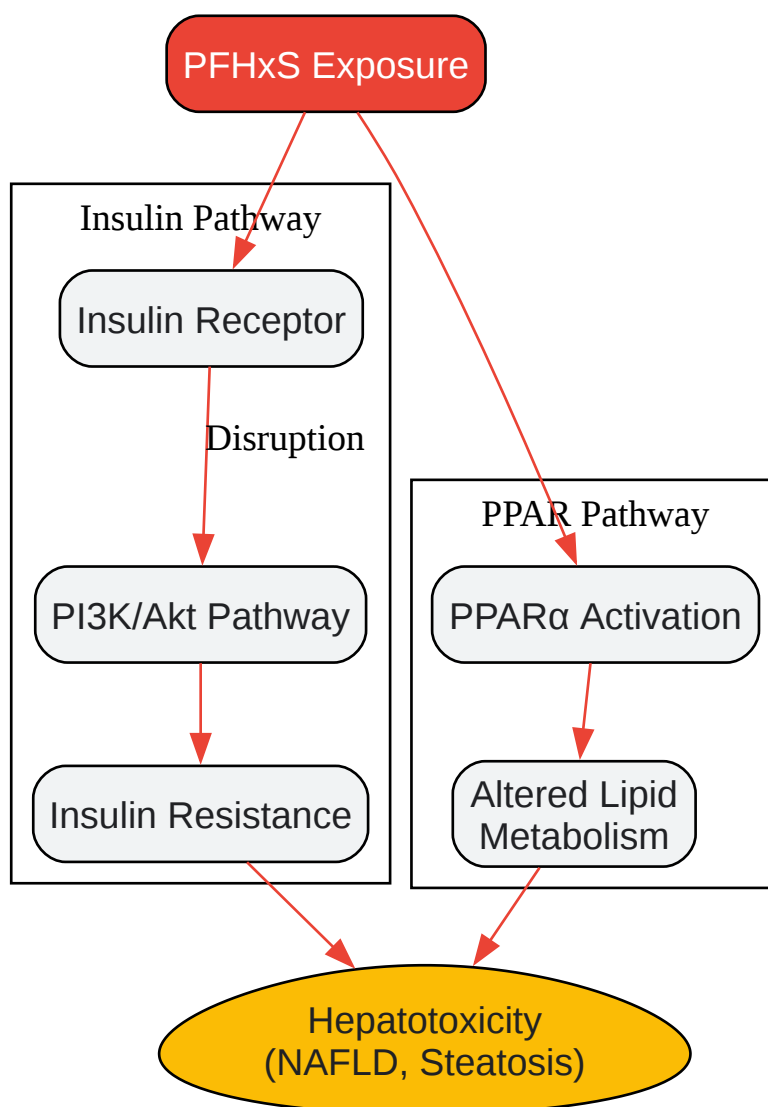 PFHxS Exposure
Insulin Pathway
Insulin Receptor
Disruption
PI3K/Akt Pathway
Insulin Resistance
PPAR Pathway
PPARα Activation
Altered Lipid
Metabolism
Hepatotoxicity
(NAFLD, Steatosis)